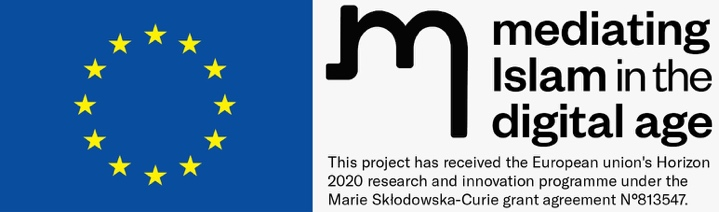 mediating
Islam in the
digital age
This project has received the European union's Horizon
2020 research and innovation programme under the
Marie Skłodowska-Curie grant agreement N°813547.